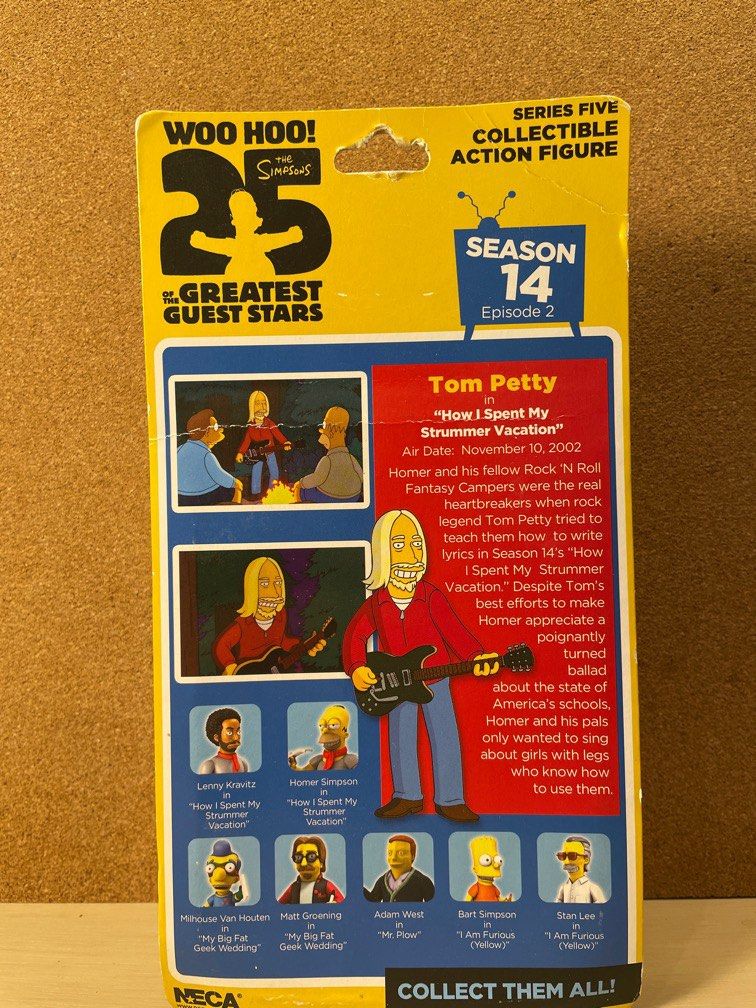 WOO HOO!
THE
SIMPSONS
25
OF THE GREATEST
GUEST STARS
SERIES FIVE
COLLECTIBLE
ACTION FIGURE
SEASON
14
Episode 2
Tom Petty
in
"How I Spent My
Strummer Vacation"
Air Date: November 10, 2002
Homer and his fellow Rock 'N Roll
Fantasy Campers were the real
heartbreakers when rock
legend Tom Petty tried to
teach them how to write
lyrics in Season 14's "How
I Spent My Strummer
Vacation." Despite Tom's
best efforts to make
Homer appreciate a
poignantly
turned
ballad
about the state of
America's schools,
Homer and his pals
only wanted to sing
about girls with legs
who know how
to use them.
Lenny Kravitz
in
"How I Spent My
Strummer
Vacation"
Homer Simpson
in
"How I Spent My
Strummer
Vacation"
Milhouse Van Houten
in
"My Big Fat
Geek Wedding"
Matt Groening
in
"My Big Fat
Geek Wedding"
Adam West
in
"Mr. Plow"
Bart Simpson
in
"I Am Furious
(Yellow)"
Stan Lee
in
"I Am Furious
(Yellow)"
NECA®
COLLECT THEM ALL!